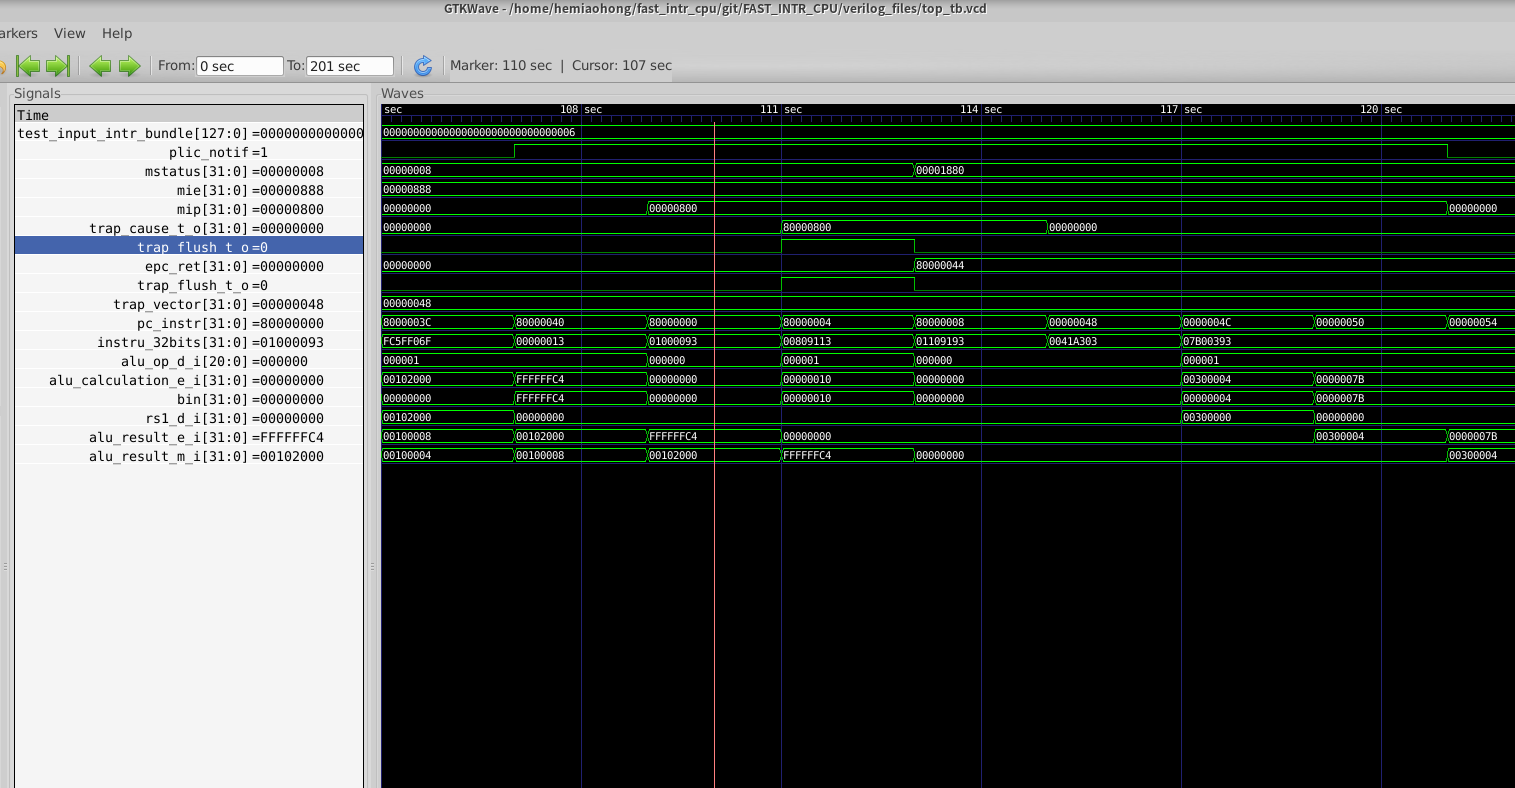 GTKWave - /home/hemiaohong/fast_intr_cpu/git/FAST_INTR_CPU/verilog_files/top_tb.vcd
arkers View Help
From: 0 sec To: 201 sec Marker: 110 sec | Cursor: 107 sec
Signals Waves
Time sec 108 sec 111 sec 114 sec 117 sec 120 sec
test_input_intr_bundle[127:0] =0000000000000 00000000000000000000000000000006
plic_notif =1
mstatus[31:0] =00000008 00000008 00001880
mie[31:0] =00000888 00000888
mip[31:0] =00000800 00000000 00000800 00000000
trap_cause_t_o[31:0] =00000000 00000000 80000800 00000000
trap_flush_t_o =0
epc_ret[31:0] =00000000 00000000 80000044
trap_flush_t_o =0
trap_vector[31:0] =00000048 00000048
pc_instr[31:0] =80000000 8000003C 80000040 80000000 80000004 80000008 00000048 0000004C 00000050 00000054
instru_32bits[31:0] =01000093 FC5FF06F 00000013 01000093 00809113 01109193 0041A303 07B00393
alu_op_d_i[20:0] =000000 000001 000000 000001 000000 000001
alu_calculation_e_i[31:0] =00000000 00102000 FFFFFFC4 00000000 00000010 00000000 00300004 0000007B
bin[31:0] =00000000 00000000 FFFFFFC4 00000000 00000010 00000000 00000004 0000007B
rs1_d_i[31:0] =00000000 00102000 00000000 00300000 00000000
alu_result_e_i[31:0] =FFFFFFC4 00100008 00102000 FFFFFFC4 00000000 00300004 0000007B
alu_result_m_i[31:0] =00102000 00100004 00100008 00102000 FFFFFFC4 00000000 00300004